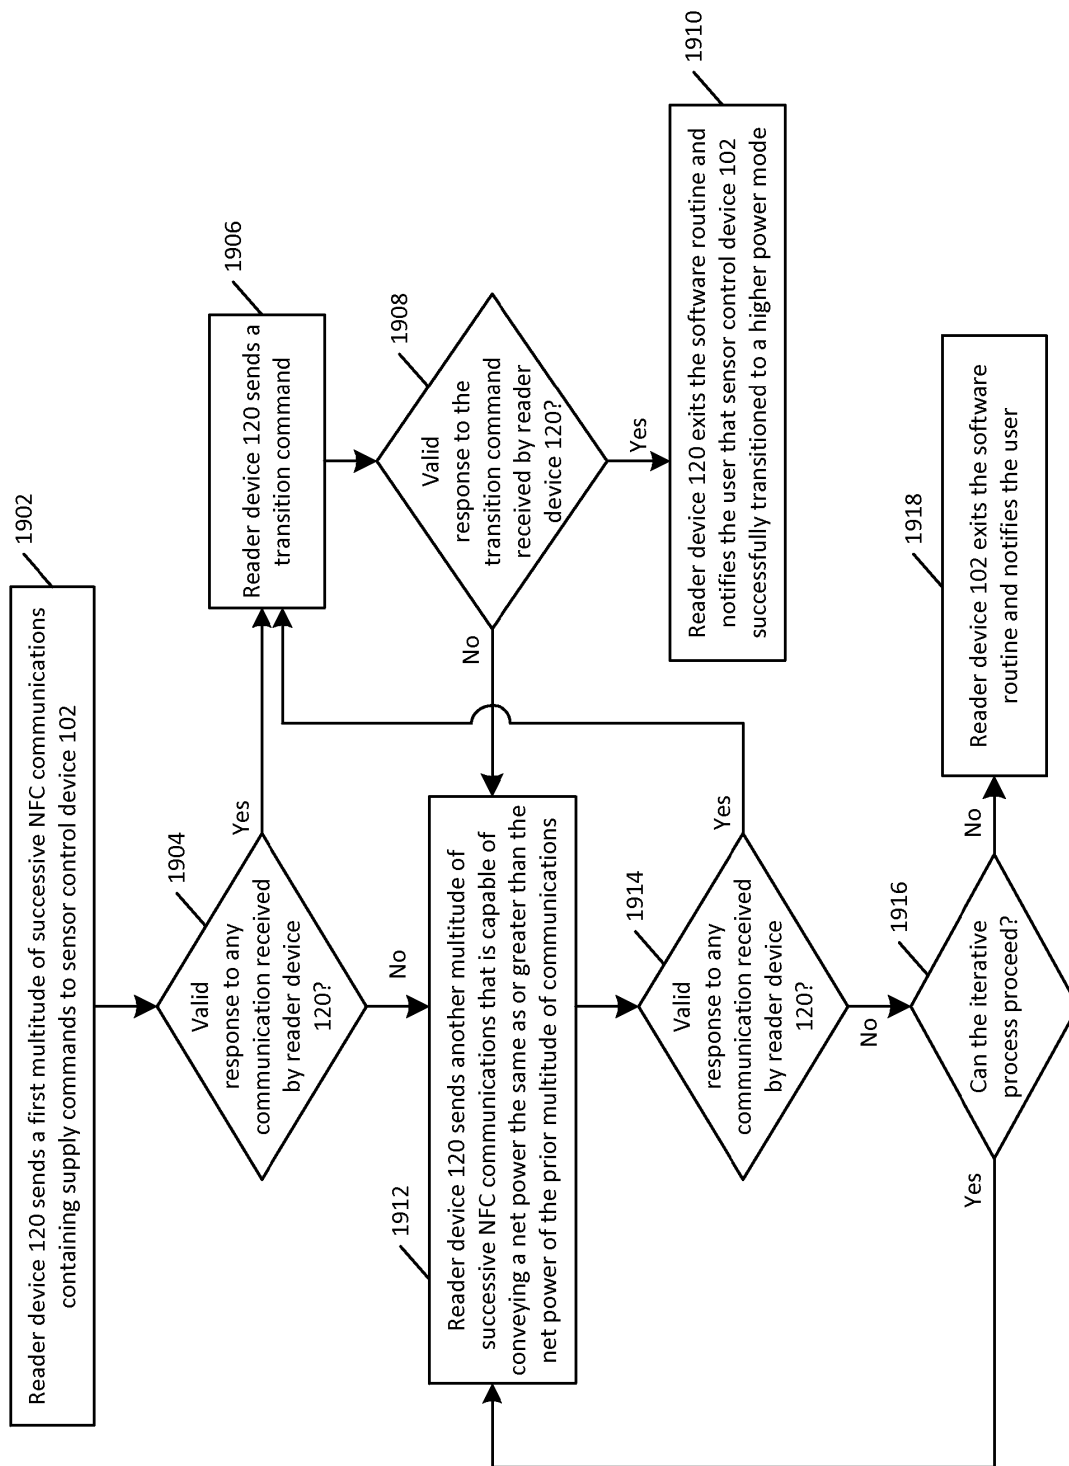 1902
Reader device 120 sends a first multitude of successive NFC communications
containing supply commands to sensor control device 102
1904
Valid
response to any
communication received
by reader device
120?
Yes
No
1906
Reader device 120 sends a
transition command
1908
Valid
response to the
transition command
received by reader
device 120?
No
Yes
1910
Reader device 120 exits the software routine and
notifies the user that sensor control device 102
successfully transitioned to a higher power mode
1912
Reader device 120 sends another multitude of
successive NFC communications that is capable of
conveying a net power the same as or greater than the
net power of the prior multitude of communications
1914
Valid
response to any
communication received
by reader device
120?
Yes
No
1916
Can the iterative
process proceed?
Yes
No
1918
Reader device 102 exits the software
routine and notifies the user